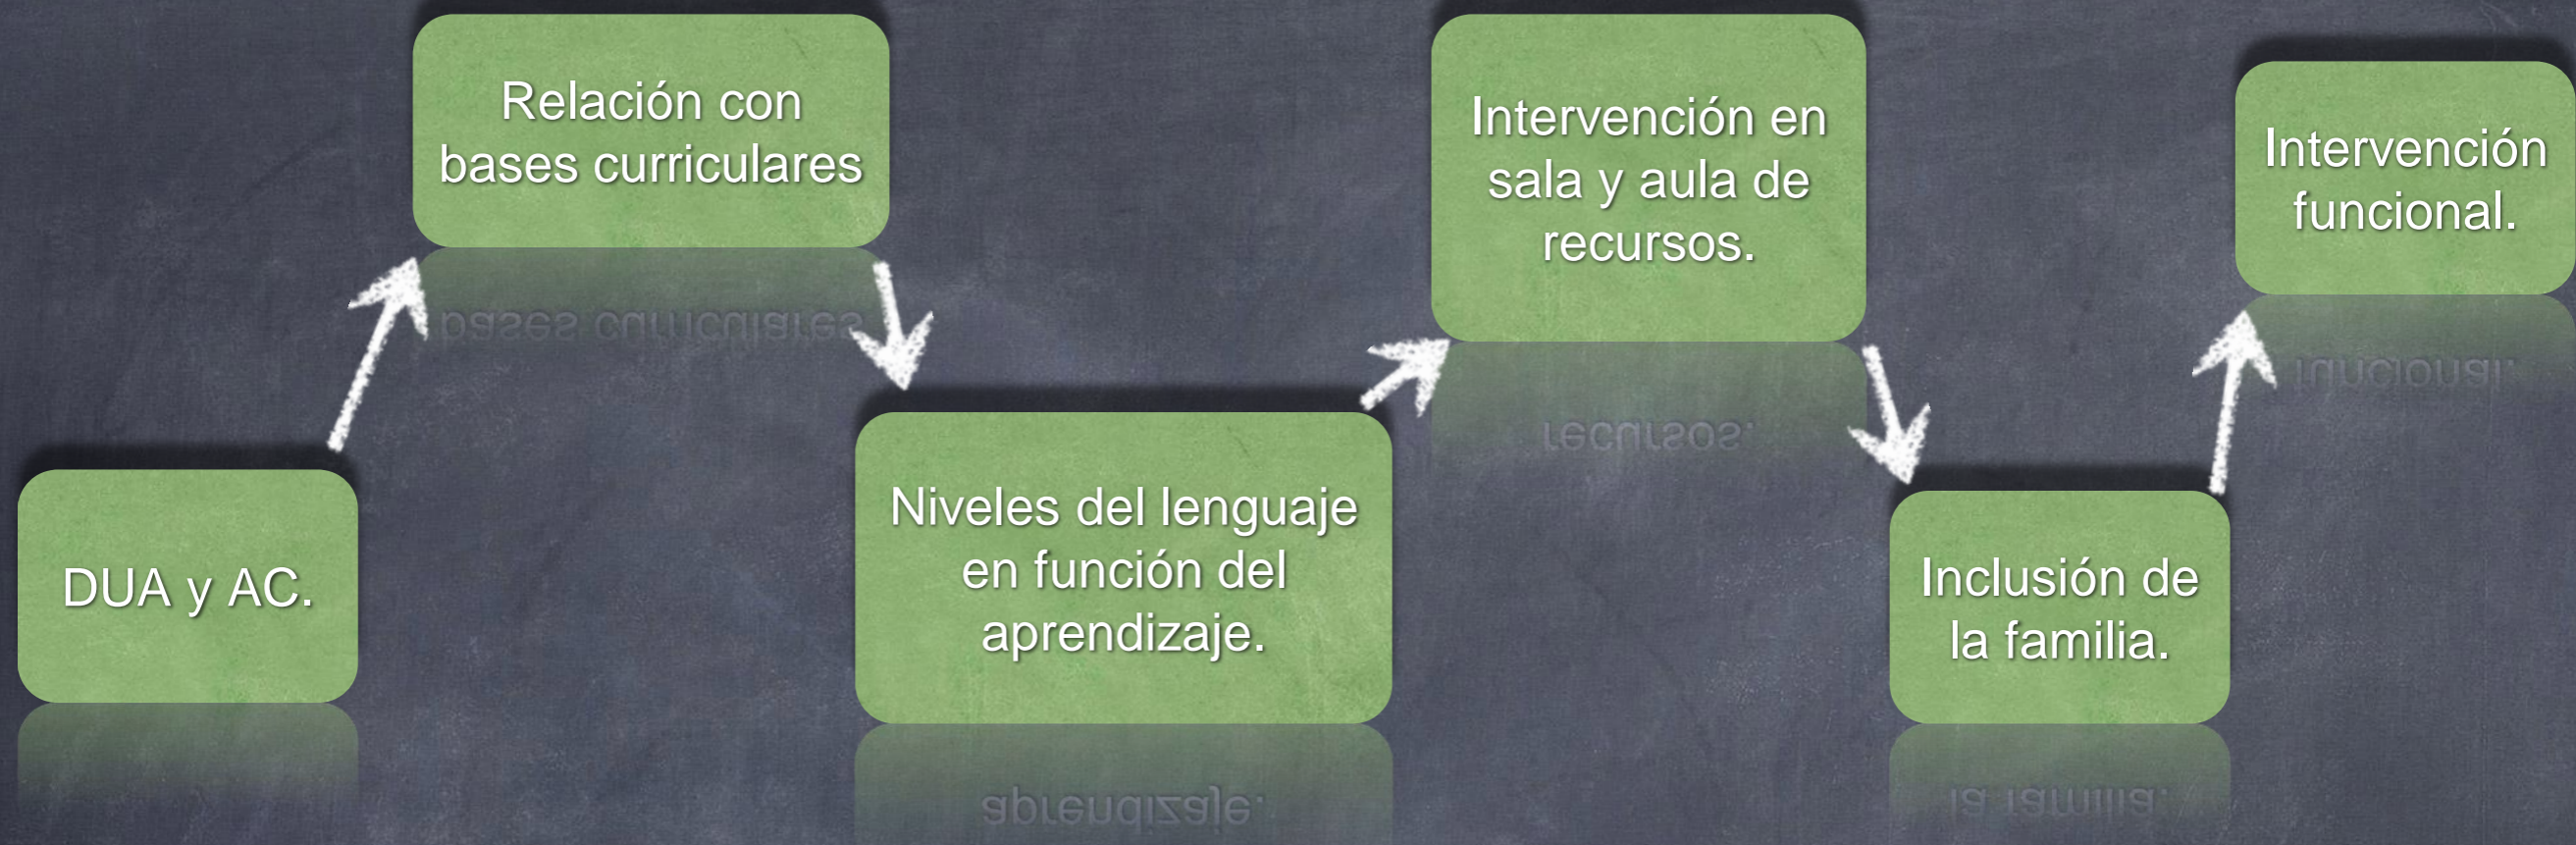 DUA y AC.
Relación con
bases curriculares
Niveles del lenguaje
en función del
aprendizaje.
Intervención en
sala y aula de
recursos.
Inclusión de
la familia.
Intervención
funcional.